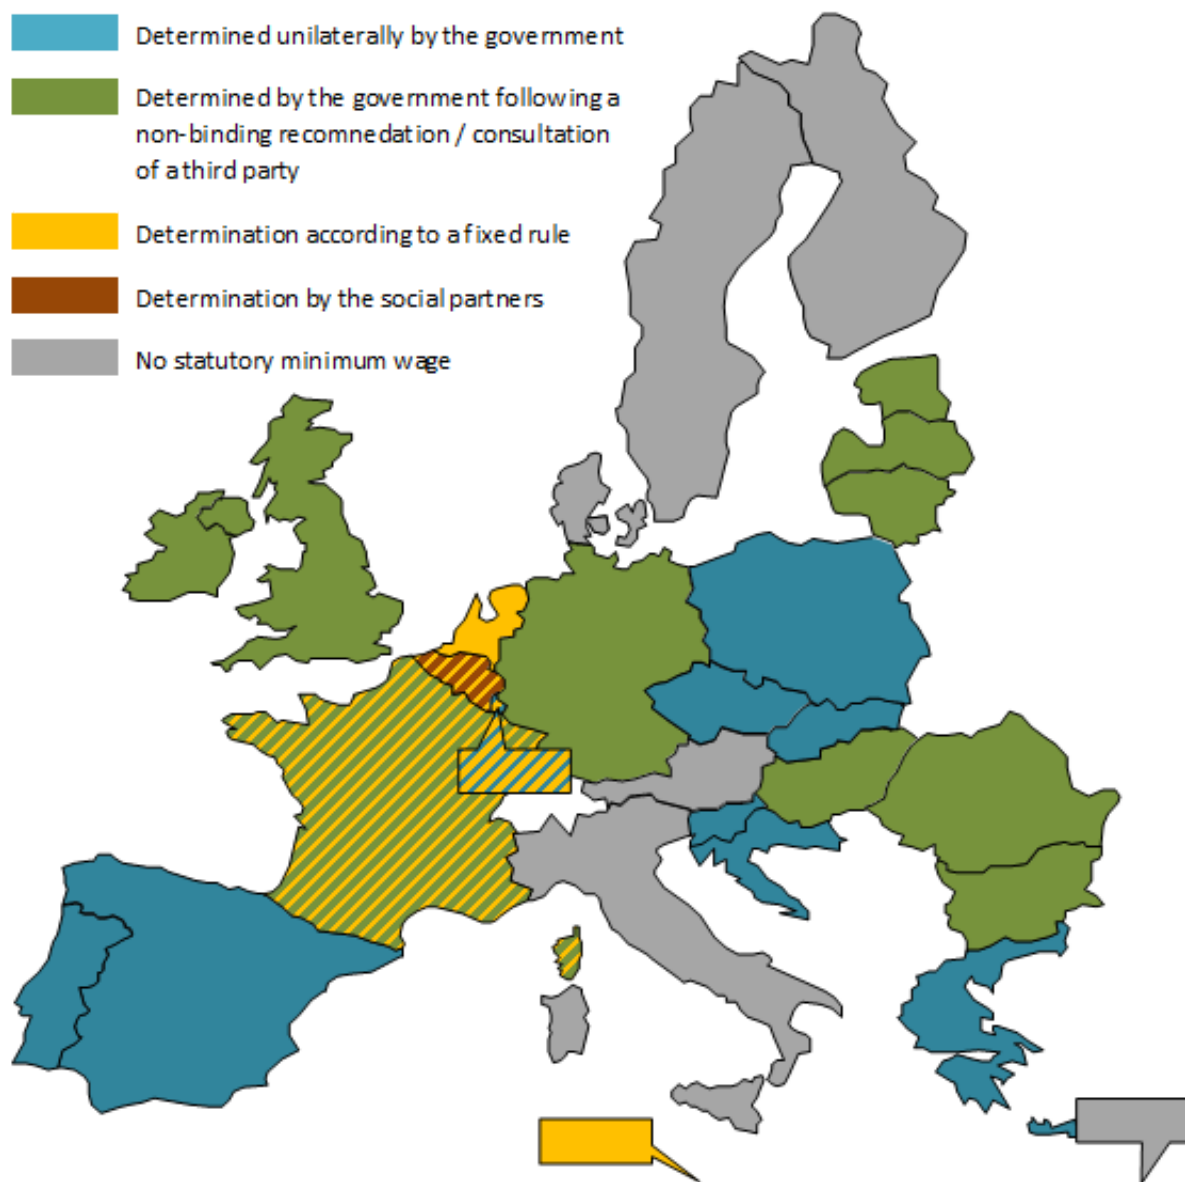 Determined unilaterally by the government
Determined by the government following a
non-binding recomnedation / consultation
of a third party
Determination according to a fixed rule
Determination by the social partners
No statutory minimum wage